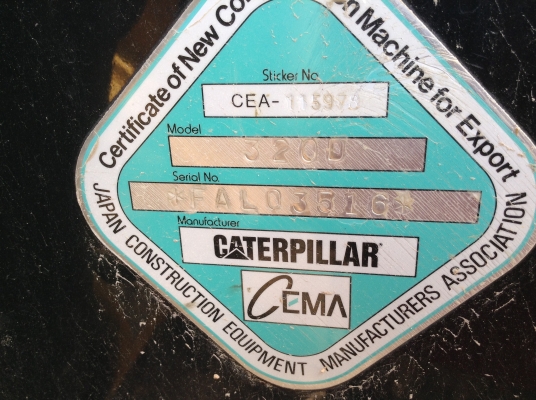 Certificate of New Machine for Export
Sticker No.
CEA-
Model
320D
Serial No.
*FAL03516*
Manufacturer
CATERPILLAR
CEMA
JAPAN CONSTRUCTION EQUIPMENT MANUFACTURERS ASSOCIATION